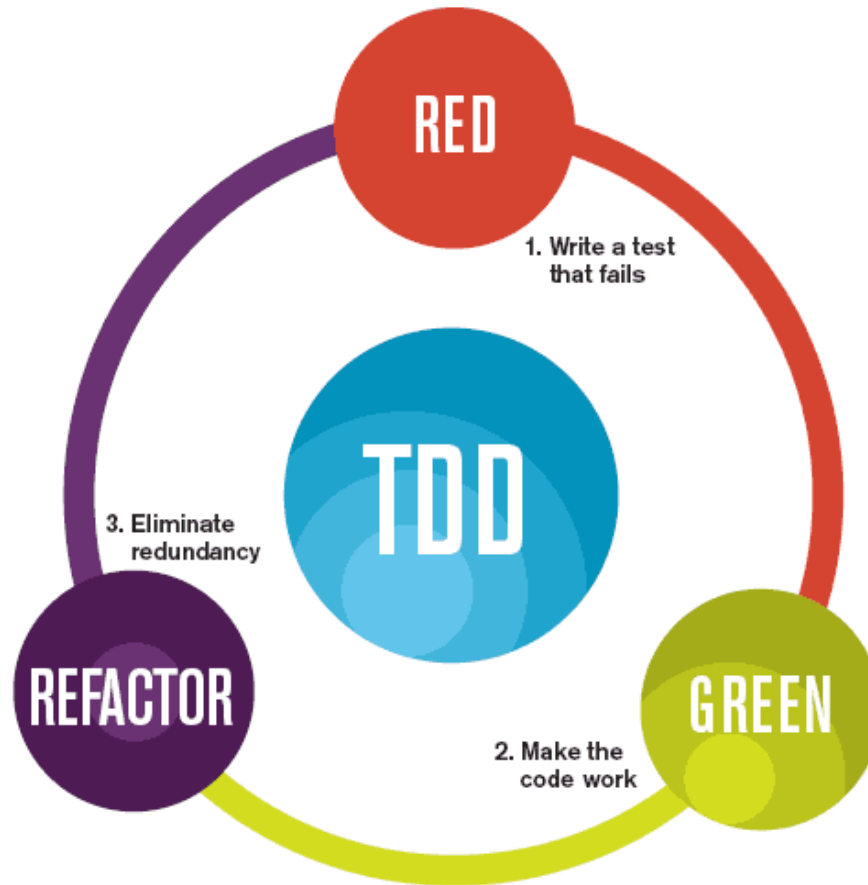 RED
1. Write a test
that fails
TDD
3. Eliminate
redundancy
REFACTOR
GREEN
2. Make the
code work